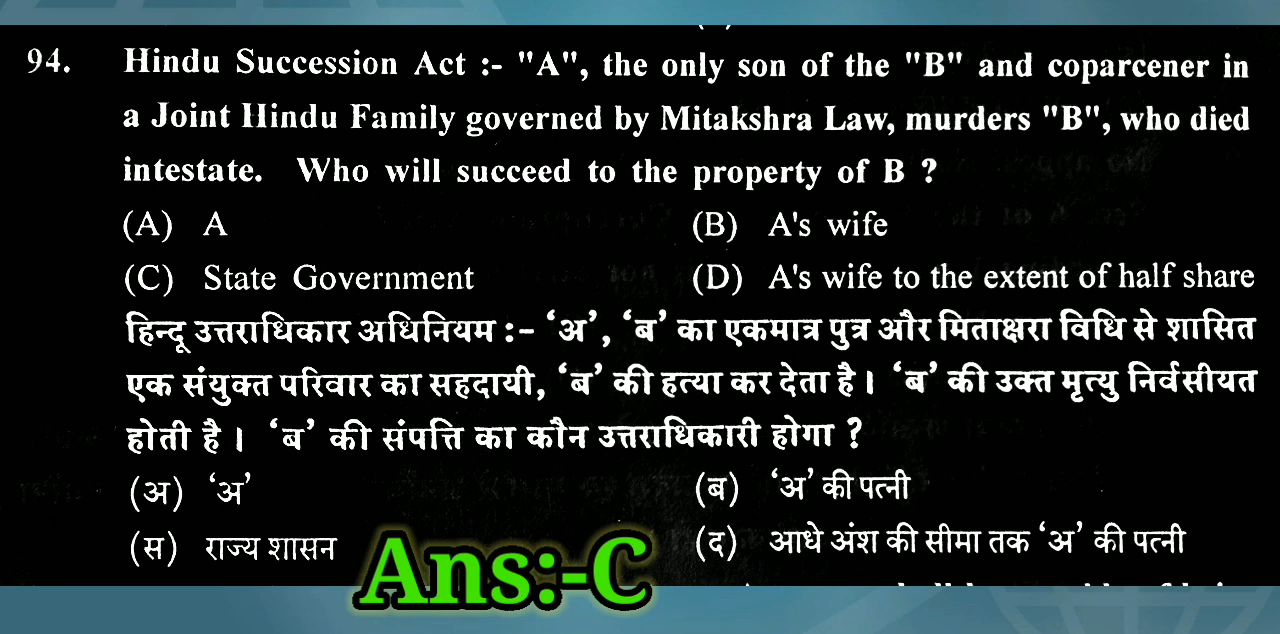 94. Hindu Succession Act :- "A", the only son of the "B" and coparcener in
a Joint Hindu Family governed by Mitakshra Law, murders "B", who died
intestate. Who will succeed to the property of B ?
(A) A (B) A's wife
(C) State Government (D) A's wife to the extent of half share
हिन्दू उत्तराधिकार अधिनियम :- ‘अ’, ‘ब’ का एकमात्र पुत्र और मिताक्षरा विधि से शासित
एक संयुक्त परिवार का सहदायी, ‘ब’ की हत्या कर देता है। ‘ब’ की उक्त मृत्यु निर्वसीयत
होती है। ‘ब’ की संपत्ति का कौन उत्तराधिकारी होगा ?
(अ) ‘अ’ (ब) ‘अ’ की पत्नी
(स) राज्य शासन (द) आधे अंश की सीमा तक ‘अ’ की पत्नी
Ans:-C